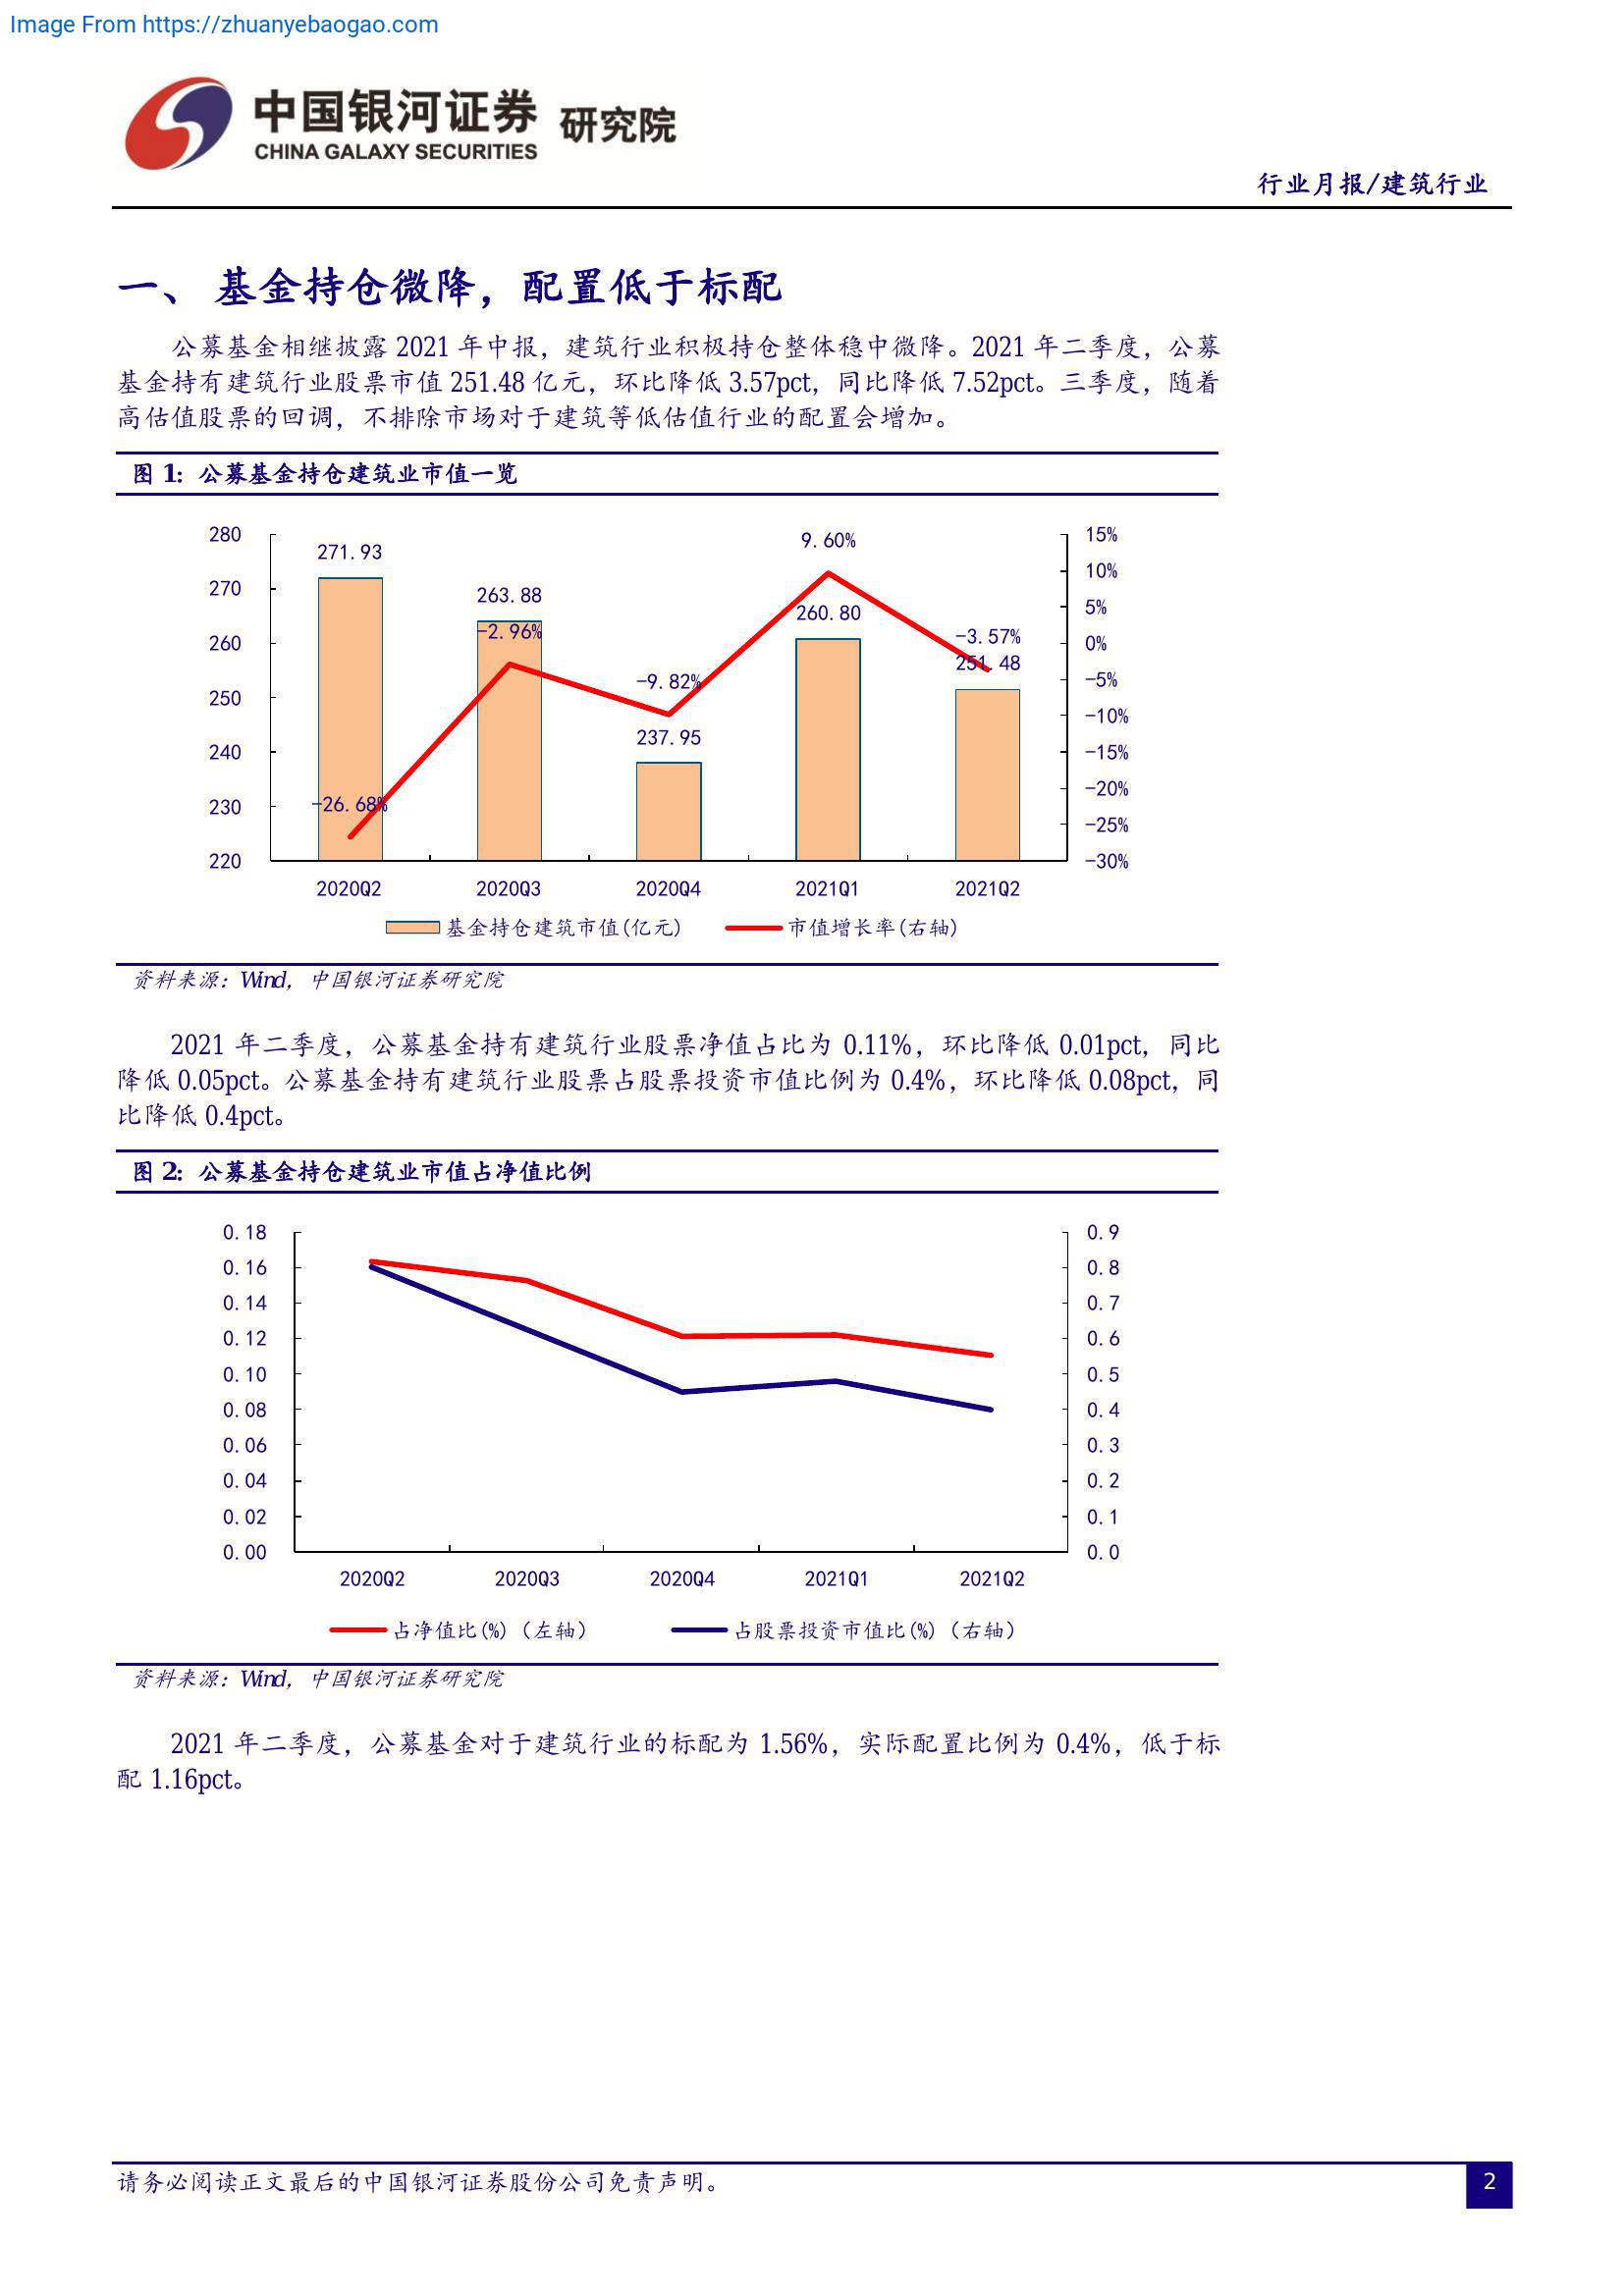 Image From https://zhuanyebaogao.com
中国银河证券 研究院
CHINA GALAXY SECURITIES
行业月报/建筑行业
一、 基金持仓微降，配置低于标配
公募基金相继披露 2021 年中报，建筑行业积极持仓整体稳中微降。2021 年二季度，公募
基金持有建筑行业股票市值 251.48 亿元，环比降低 3.57pct，同比降低 7.52pct。三季度，随着
高估值股票的回调，不排除市场对于建筑等低估值行业的配置会增加。
图 1: 公募基金持仓建筑业市值一览
280
270
260
250
240
230
220
271.93
263.88
237.95
260.80
251.48
-26.68%
-2.96%
-9.82%
9.60%
-3.57%
15%
10%
5%
0%
-5%
-10%
-15%
-20%
-25%
-30%
2020Q2 2020Q3 2020Q4 2021Q1 2021Q2
基金持仓建筑市值(亿元) 市值增长率(右轴)
资料来源：Wind，中国银河证券研究院
2021 年二季度，公募基金持有建筑行业股票净值占比为 0.11%，环比降低 0.01pct，同比
降低 0.05pct。公募基金持有建筑行业股票占股票投资市值比例为 0.4%，环比降低 0.08pct，同
比降低 0.4pct。
图 2: 公募基金持仓建筑业市值占净值比例
0.18
0.16
0.14
0.12
0.10
0.08
0.06
0.04
0.02
0.00
0.9
0.8
0.7
0.6
0.5
0.4
0.3
0.2
0.1
0.0
2020Q2 2020Q3 2020Q4 2021Q1 2021Q2
占净值比(%)（左轴） 占股票投资市值比(%)（右轴）
资料来源：Wind，中国银河证券研究院
2021 年二季度，公募基金对于建筑行业的标配为 1.56%，实际配置比例为 0.4%，低于标
配 1.16pct。
请务必阅读正文最后的中国银河证券股份公司免责声明。
2